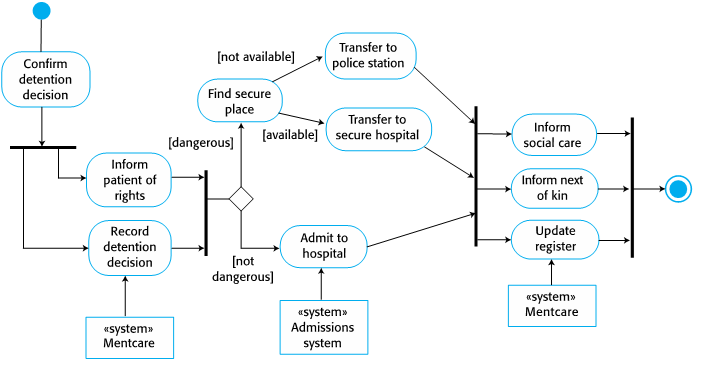 Confirm
detention
decision
Inform
patient of
rights
Record
detention
decision
«system»
Mentcare
[dangerous]
[not
dangerous]
Find secure
place
[not available]
[available]
Transfer to
police station
Transfer to
secure hospital
Admit to
hospital
«system»
Admissions
system
Inform
social care
Inform next
of kin
Update
register
«system»
Mentcare